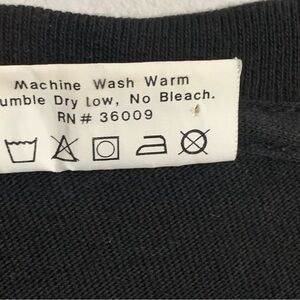 Machine Wash Warm
umble Dry Low, No Bleach.
RN# 36009